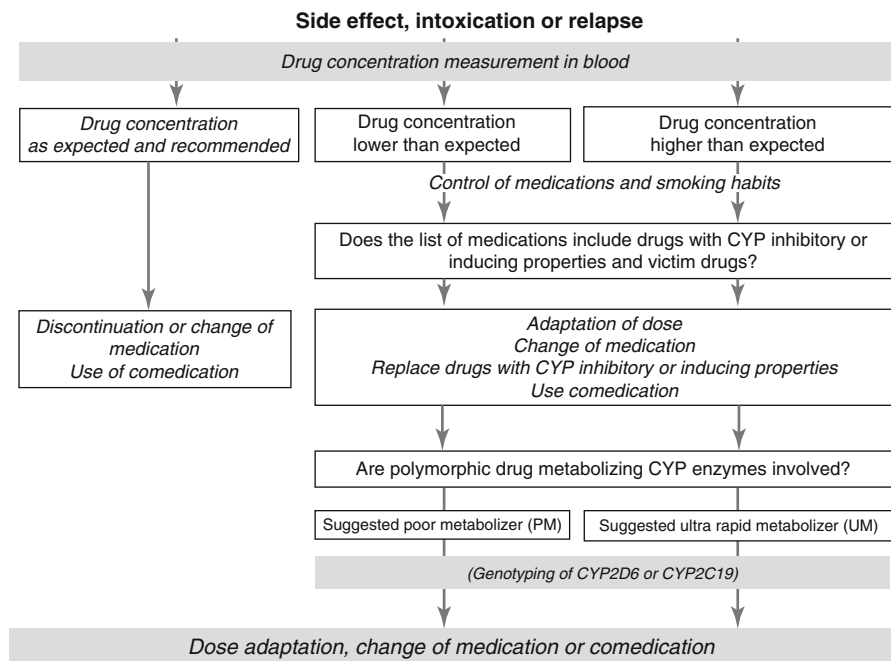 Side effect, intoxication or relapse
Drug concentration measurement in blood
Drug concentration
as expected and recommended
Drug concentration
lower than expected
Drug concentration
higher than expected
Control of medications and smoking habits
Does the list of medications include drugs with CYP inhibitory or
inducing properties and victim drugs?
Discontinuation or change of
medication
Use of comedication
Adaptation of dose
Change of medication
Replace drugs with CYP inhibitory or inducing properties
Use comedication
Are polymorphic drug metabolizing CYP enzymes involved?
Suggested poor metabolizer (PM)
Suggested ultra rapid metabolizer (UM)
(Genotyping of CYP2D6 or CYP2C19)
Dose adaptation, change of medication or comedication